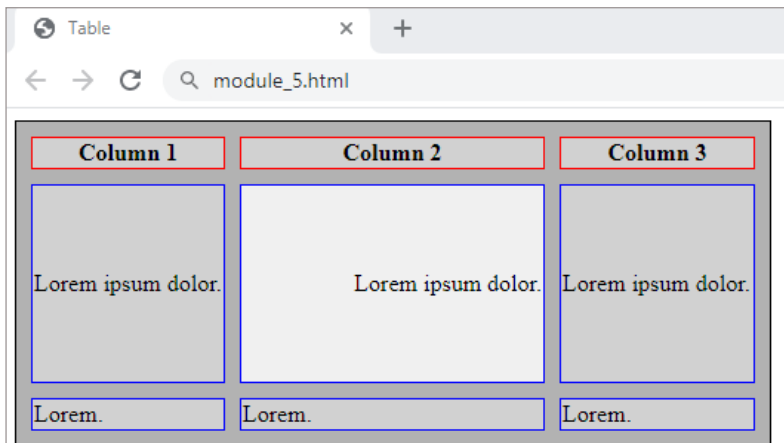 Table
module_5.html
Column 1 Column 2 Column 3
Lorem ipsum dolor. Lorem ipsum dolor. Lorem ipsum dolor.
Lorem. Lorem. Lorem.